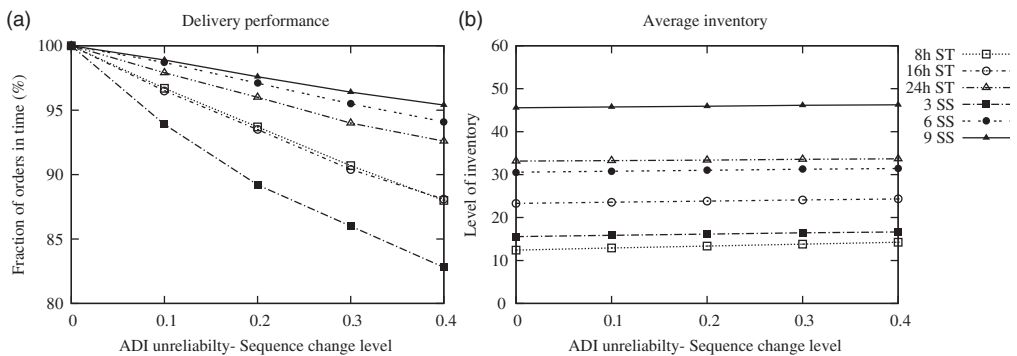 (a)
Delivery performance
100
95
90
85
80
Fraction of orders in time (%)
0 0.1 0.2 0.3 0.4
ADI unreliabilty- Sequence change level
(b)
Average inventory
60
50
40
30
20
10
0
Level of inventory
0 0.1 0.2 0.3 0.4
ADI unreliabilty- Sequence change level
8h ST
16h ST
24h ST
3 SS
6 SS
9 SS